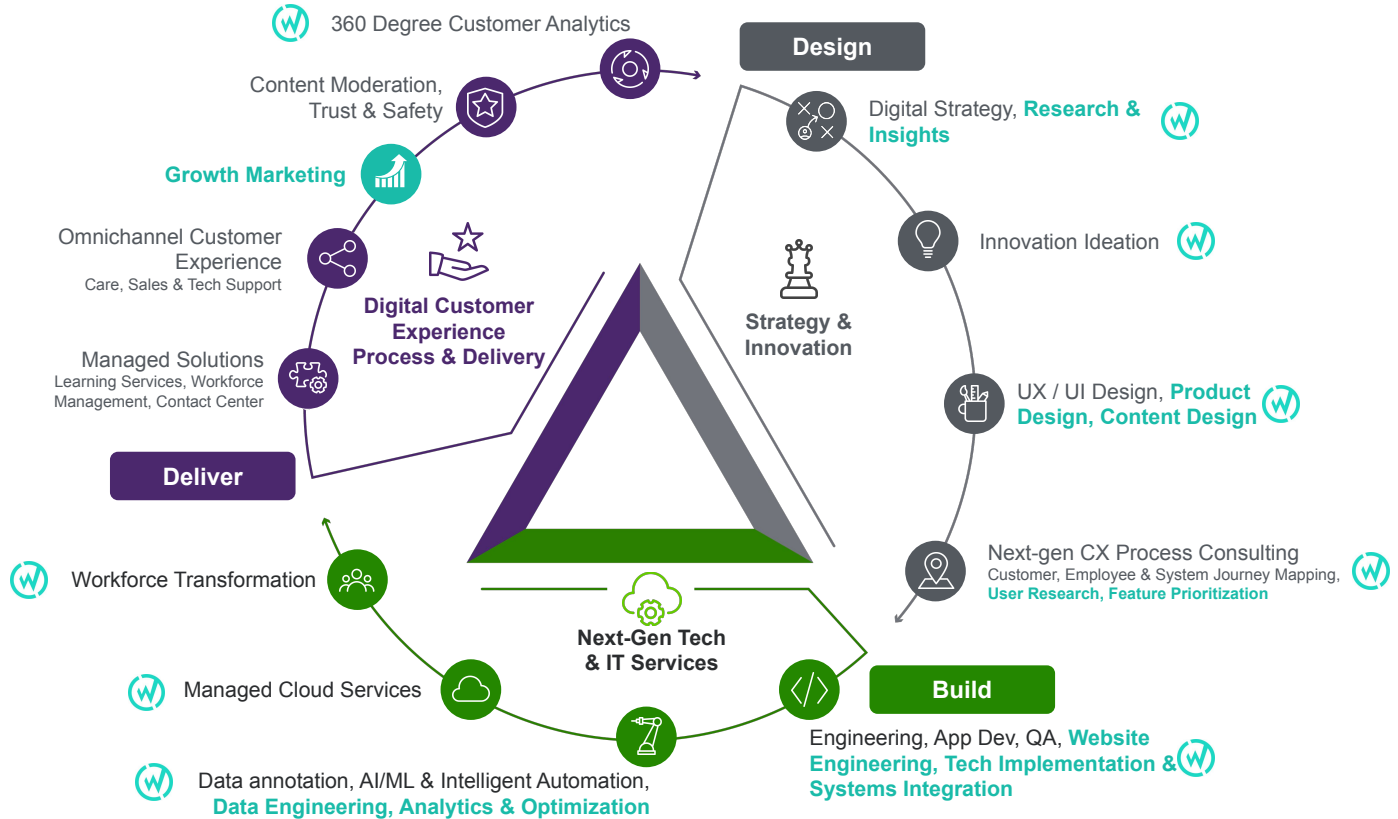 360 Degree Customer Analytics
Content Moderation,
Trust & Safety
Growth Marketing
Omnichannel Customer
Experience
Care, Sales & Tech Support
Managed Solutions
Learning Services, Workforce
Management, Contact Center
Deliver
Digital Customer
Experience
Process & Delivery
Design
Digital Strategy, Research &
Insights
Innovation Ideation
Strategy &
Innovation
UX / UI Design, Product
Design, Content Design
Next-gen CX Process Consulting
Customer, Employee & System Journey Mapping,
User Research, Feature Prioritization
Build
Engineering, App Dev, QA, Website
Engineering, Tech Implementation &
Systems Integration
Next-Gen Tech
& IT Services
Workforce Transformation
Managed Cloud Services
Data annotation, AI/ML & Intelligent Automation,
Data Engineering, Analytics & Optimization